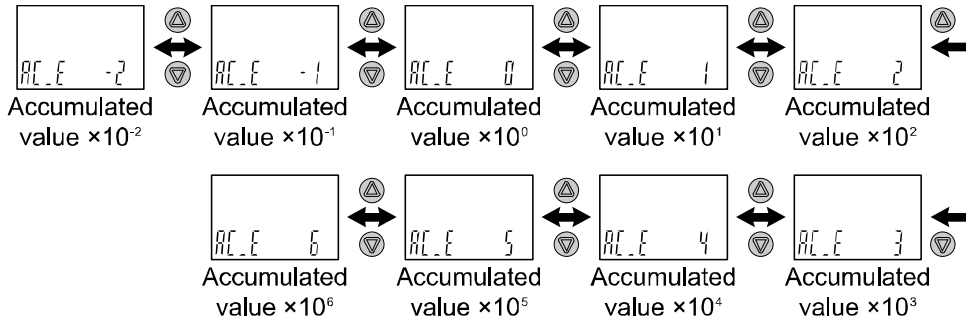 AC_E -2
AC_E -1
AC_E 0
AC_E 1
AC_E 2
Accumulated value ×10⁻²
Accumulated value ×10⁻¹
Accumulated value ×10⁰
Accumulated value ×10¹
Accumulated value ×10²
AC_E 6
AC_E 5
AC_E 4
AC_E 3
Accumulated value ×10⁶
Accumulated value ×10⁵
Accumulated value ×10⁴
Accumulated value ×10³